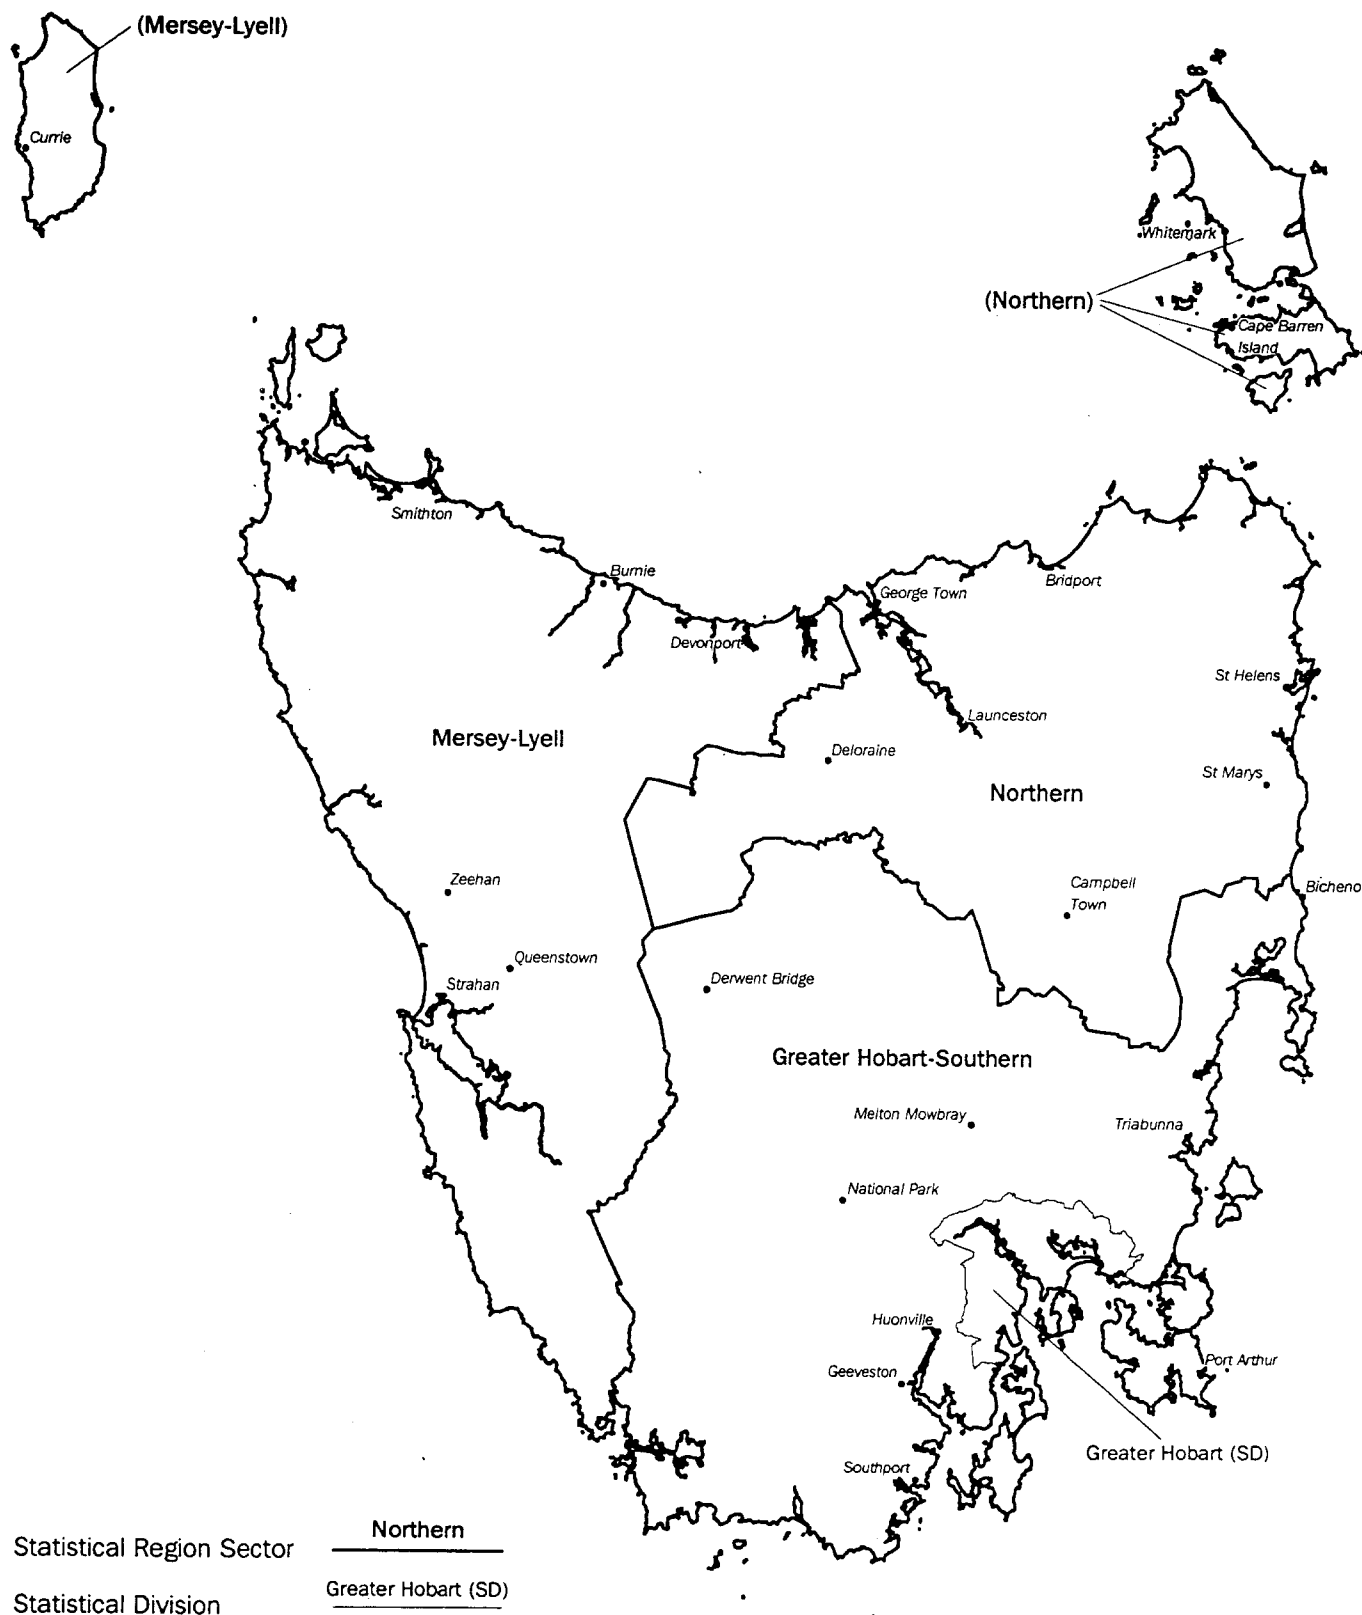 (Mersey-Lyell)
Currie
Whitemark
(Northern)
Cape Barren
Island
Smithton
Burnie
George Town
Bridport
Devonport
St Helens
Launceston
Mersey-Lyell
Deloraine
St Marys
Northern
Zeehan
Campbell
Town
Bicheno
Queenstown
Derwent Bridge
Strahan
Greater Hobart-Southern
Melton Mowbray
Triabunna
National Park
Huonville
Port Arthur
Geeveston
Greater Hobart (SD)
Southport
Northern
Statistical Region Sector
Greater Hobart (SD)
Statistical Division